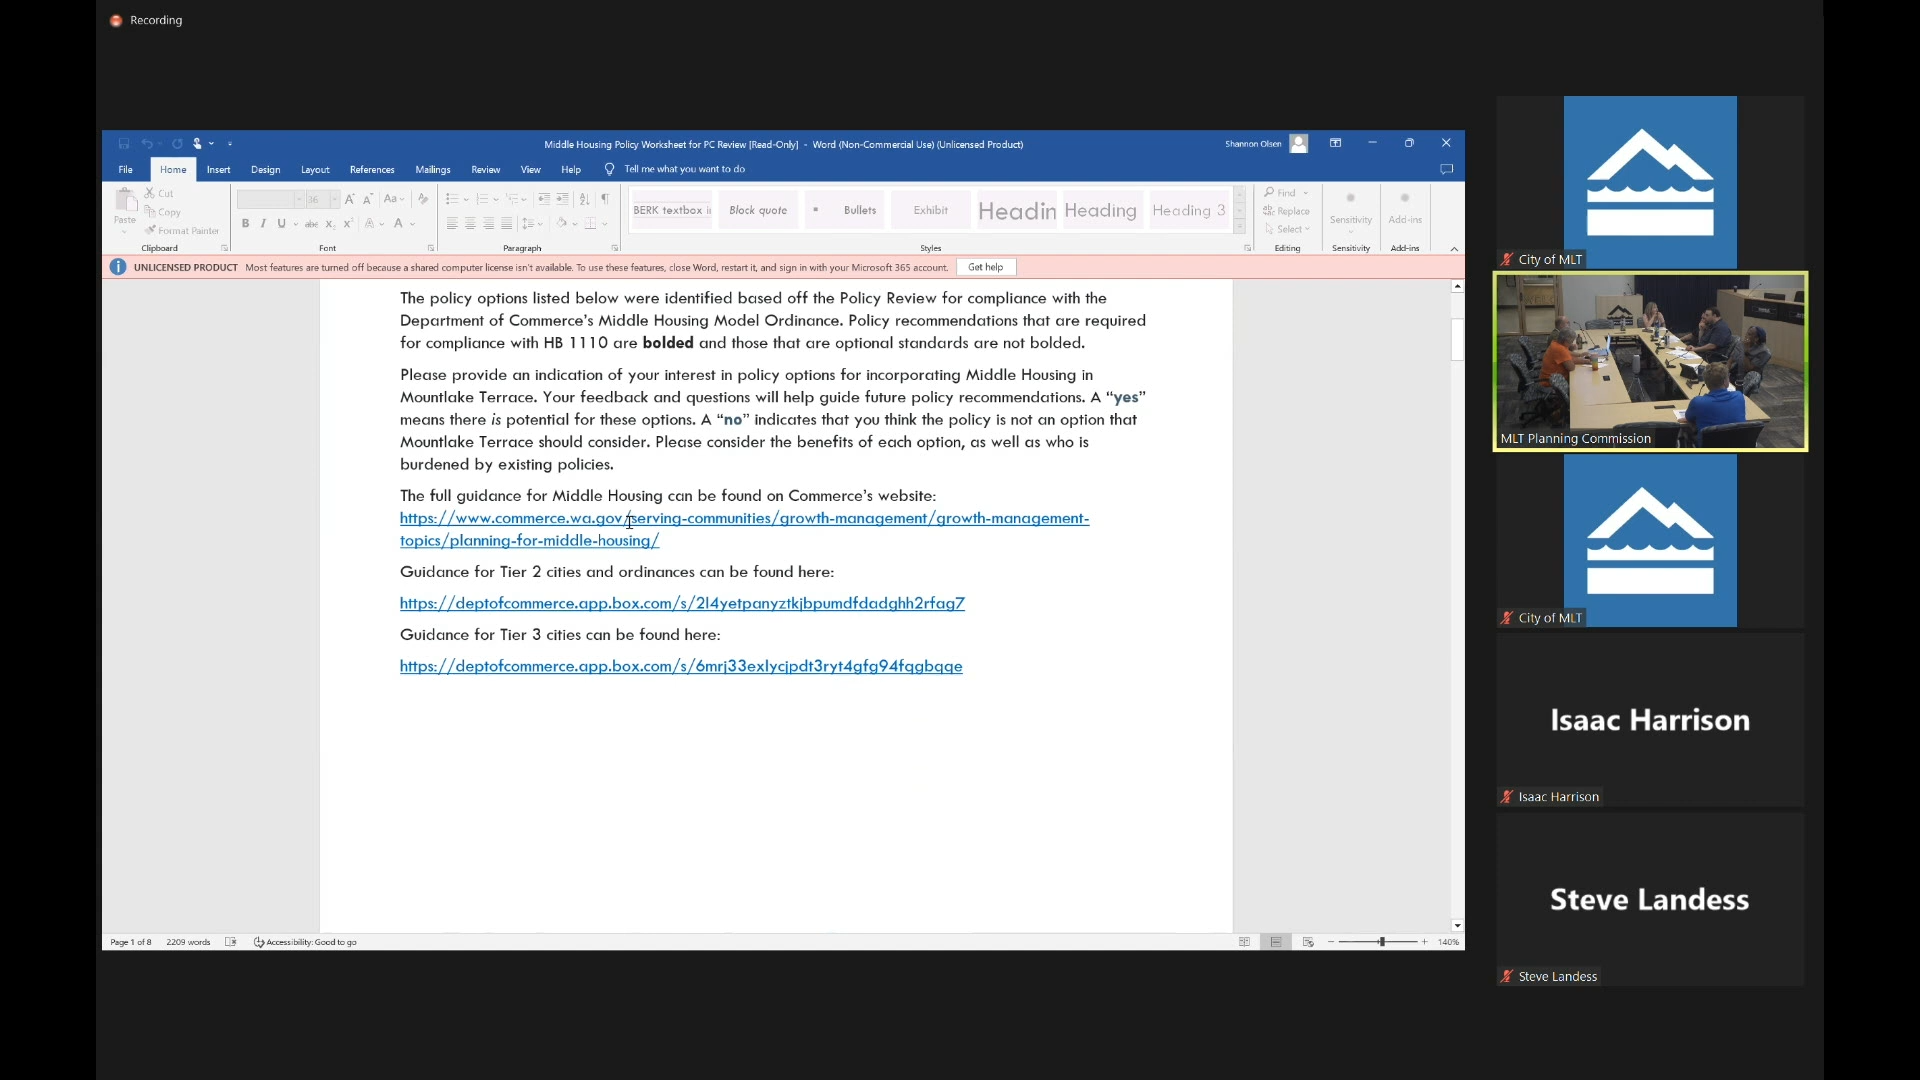 Recording
Middle Housing Policy Worksheet for PC Review [Read-Only] - Word (Non-Commercial Use) (Unlicensed Product)
Shannon Olsen
File Home Insert Design Layout References Mailings Review View Help Tell me what you want to do
Paste
Cut
Copy
Format Painter
Clipboard
36
Font
Paragraph
BERK textbox
Block quote
Bullets
Exhibit
Headin
Heading
Heading 3
Styles
Find
Replace
Select
Editing
Sensitivity
Sensitivity
Add-ins
Add-ins
UNLICENSED PRODUCT Most features are turned off because a shared computer license isn't available. To use these features, close Word, restart it, and sign in with your Microsoft 365 account. Get help
The policy options listed below were identified based off the Policy Review for compliance with the
Department of Commerce's Middle Housing Model Ordinance. Policy recommendations that are required
for compliance with HB 1110 are bolded and those that are optional standards are not bolded.
Please provide an indication of your interest in policy options for incorporating Middle Housing in
Mountlake Terrace. Your feedback and questions will help guide future policy recommendations. A “yes”
means there is potential for these options. A “no” indicates that you think the policy is not an option that
Mountlake Terrace should consider. Please consider the benefits of each option, as well as who is
burdened by existing policies.
The full guidance for Middle Housing can be found on Commerce's website:
https://www.commerce.wa.gov/serving-communities/growth-management/growth-management-
topics/planning-for-middle-housing/
Guidance for Tier 2 cities and ordinances can be found here:
https://deptofcommerce.app.box.com/s/2l4yetpanyztkjbpumdfdadghh2rfag7
Guidance for Tier 3 cities can be found here:
https://deptofcommerce.app.box.com/s/6mrj33exlycjpdt3ryt4gfg94fqgbqqe
Page 1 of 8 2209 words Accessibility: Good to go
140%
City of MLT
MLT Planning Commission
City of MLT
Isaac Harrison
Isaac Harrison
Steve Landess
Steve Landess